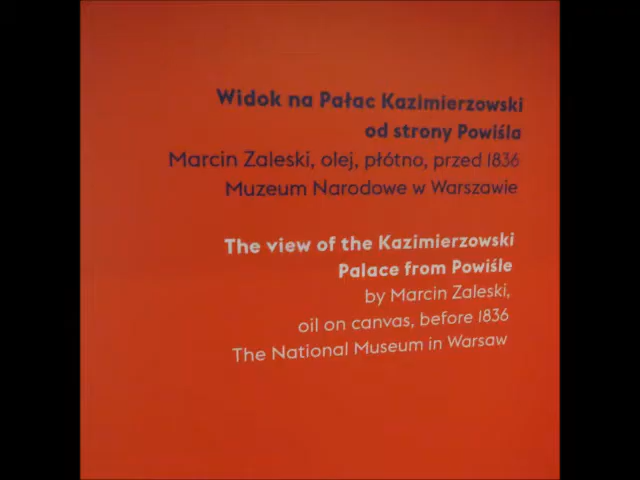 Widok na Pałac Kazimierzowski
od strony Powiśla
Marcin Zaleski, olej, płótno, przed 1836
Muzeum Narodowe w Warszawie
The view of the Kazimierzowski
Palace from Powiśle
by Marcin Zaleski,
oil on canvas, before 1836
The National Museum in Warsaw